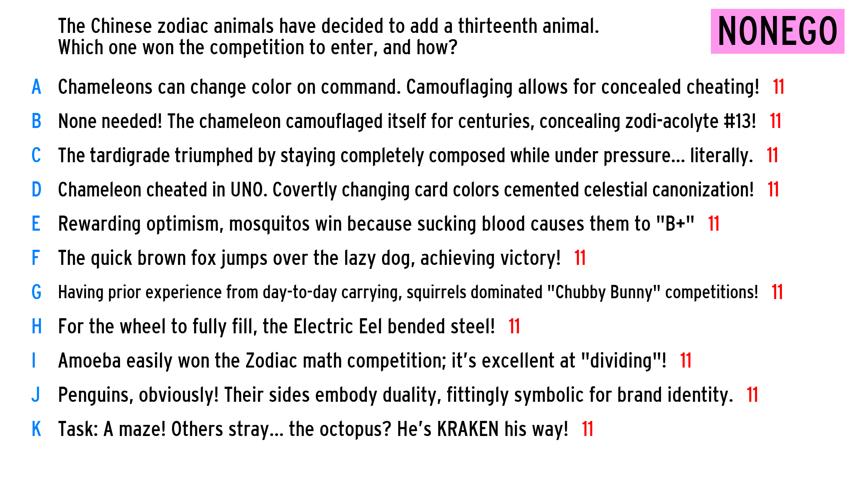 The Chinese zodiac animals have decided to add a thirteenth animal.
Which one won the competition to enter, and how?
NONEGO
A Chameleons can change color on command. Camouflaging allows for concealed cheating! 11
B None needed! The chameleon camouflaged itself for centuries, concealing zodi-acolyte #13! 11
C The tardigrade triumphed by staying completely composed while under pressure... literally. 11
D Chameleon cheated in UNO. Covertly changing card colors cemented celestial canonization! 11
E Rewarding optimism, mosquitos win because sucking blood causes them to "B+" 11
F The quick brown fox jumps over the lazy dog, achieving victory! 11
G Having prior experience from day-to-day carrying, squirrels dominated "Chubby Bunny" competitions! 11
H For the wheel to fully fill, the Electric Eel bended steel! 11
I Amoeba easily won the Zodiac math competition; it's excellent at "dividing"! 11
J Penguins, obviously! Their sides embody duality, fittingly symbolic for brand identity. 11
K Task: A maze! Others stray... the octopus? He's KRAKEN his way! 11